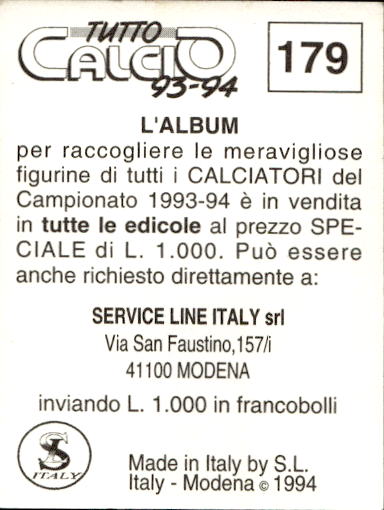 TUTTO
CALCIO
93-94
179
L'ALBUM
per raccogliere le meravigliose
figurine di tutti i CALCIATORI del
Campionato 1993-94 è in vendita
in tutte le edicole al prezzo SPE-
CIALE di L. 1.000. Può essere
anche richiesto direttamente a:
SERVICE LINE ITALY srl
Via San Faustino,157/i
41100 MODENA
inviando L. 1.000 in francobolli
SL
ITALY
Made in Italy by S.L.
Italy - Modena © 1994